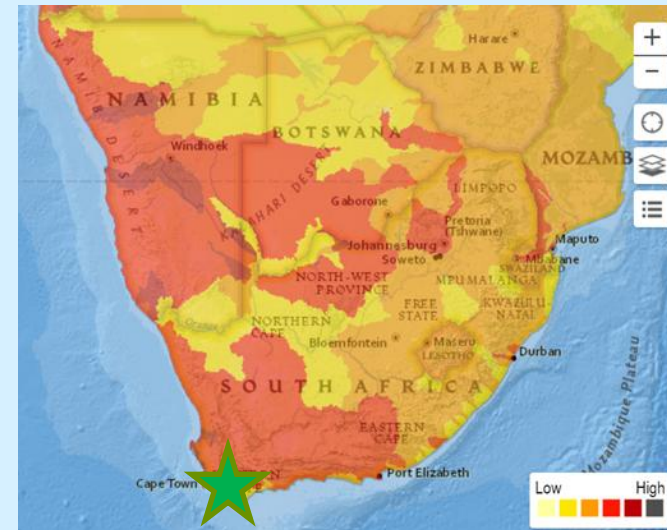 Harare
ZIMBABWE
NAMIBIA
NAMIB DESERT
BOTSWANA
Windhoek
MOZAMB
KALAHARI DESERT
LIMPOPO
Gaborone
Pretoria
(Tshwane)
Johannesburg
Maputo
Soweto
Mbabane
SWAZILAND
NORTH-WEST
PROVINCE
MPUMALANGA
FREE
STATE
KWAZULU-
NATAL
NORTHERN
CAPE
Bloemfontein
Maseru
LESOTHO
Durban
SOUTH AFRICA
EASTERN
CAPE
Mozambique Plateau
Cape Town
Port Elizabeth
Low
High